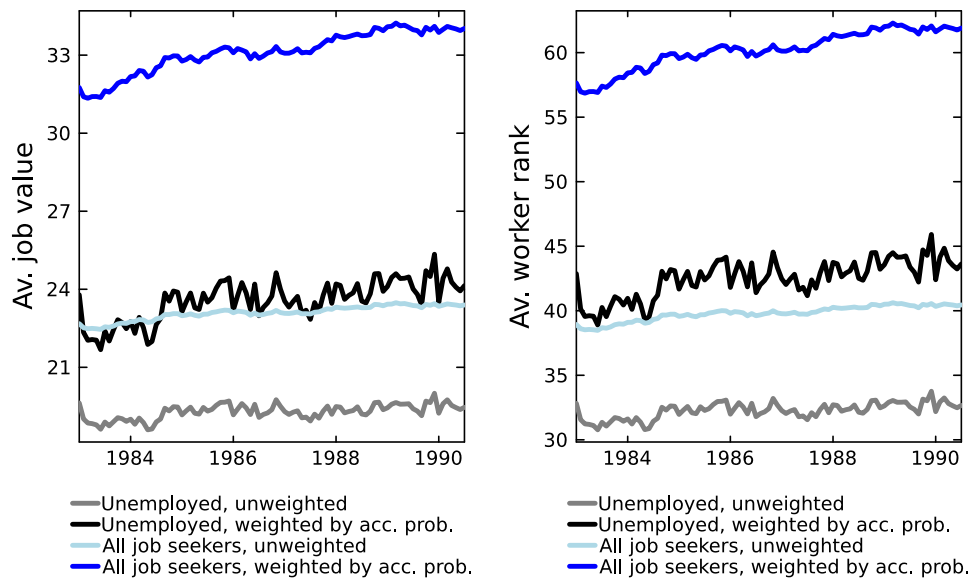 33
30
27
24
21
Av. job value
1984
1986
1988
1990
Unemployed, unweighted
Unemployed, weighted by acc. prob.
All job seekers, unweighted
All job seekers, weighted by acc. prob.
60
55
50
45
40
35
30
Av. worker rank
1984
1986
1988
1990
Unemployed, unweighted
Unemployed, weighted by acc. prob.
All job seekers, unweighted
All job seekers, weighted by acc. prob.